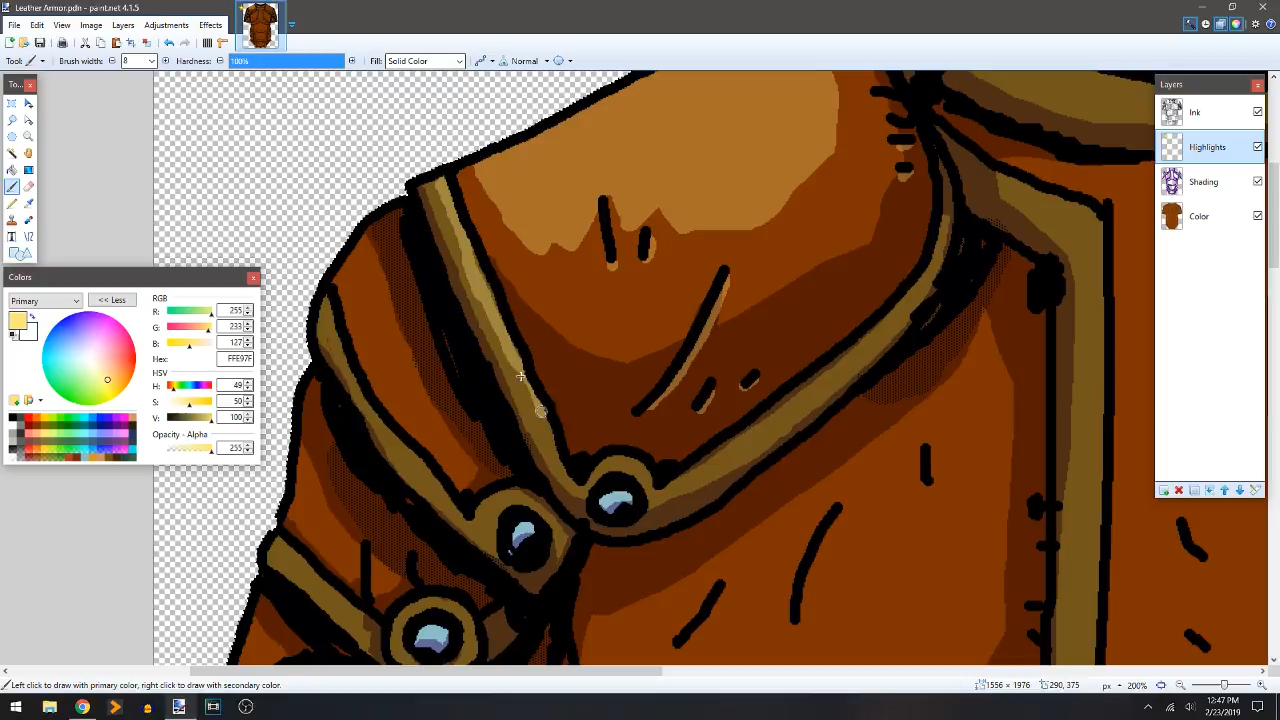 Leather Armor.pdn - paint.net 4.1.5
File Edit View Image Layers Adjustments Effects
Tool: Brush width: 8 Hardness: 100% Fill: Solid Color Normal
To...
Layers
Ink
Highlights
Shading
Color
Colors
Primary << Less RGB
R: 255
G: 233
B: 127
Hex: FFE97F
HSV
H: 49
S: 50
V: 100
Opacity - Alpha
255
Left click to draw with primary color, right click to draw with secondary color. 1556 × 1976 290, 375 px 200%
12:47 PM
2/23/2019